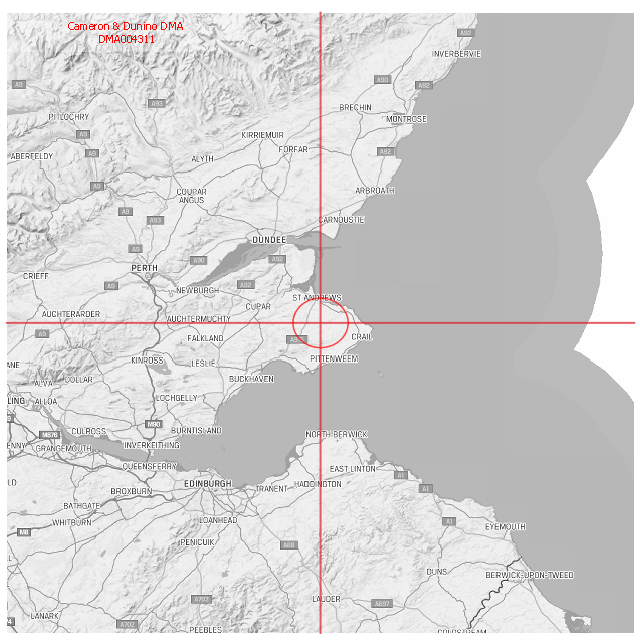 Cameron & Dunino DMA
DMA004311
A92
INVERBERVIE
A9
A90
A92
A93
BRECHIN
PITLOCHRY
MONTROSE
A9
KIRRIEMUIR
FORFAR
A9
A92
ABERFELDY
ALYTH
A9
COUPAR
ANGUS
ARBROATH
A9
A93
CARNOUSTIE
DUNDEE
A9
A90
A92
PERTH
CRIEFF
A9
A92
NEWBURGH
ST ANDREWS
CUPAR
AUCHTERARDER
AUCHTERMUCHTY
A9
FALKLAND
CRAIL
KINROSS
LESLIE
PITTENWEEM
ANE
DOLLAR
BUCKHAVEN
ALVA
LING
ALLOA
LOCHGELLY
M90
CULROSS
BURNTISLAND
M876
NORTH BERWICK
ENNY
GRANGEMOUTH
INVERKEITHING
QUEENSFERRY
EAST LINTON
A1
LD
EDINBURGH
HADDINGTON
BROXBURN
TRANENT
A1
BATHGATE
WHITBURN
LOANHEAD
A1
EYEMOUTH
M8
PENICUIK
A68
DUNS
BERWICK-UPON-TWEED
A703
LAUDER
A697
LANARK
A702
PEEBLES
COLDSTREAM